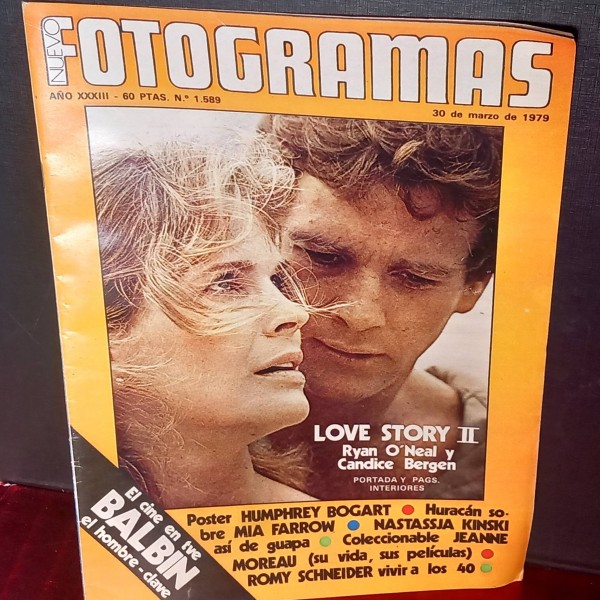 NUEVO
FOTOGRAMAS
AÑO XXXIII - 60 PTAS. N.º 1.589
30 de marzo de 1979
LOVE STORY II
Ryan O'Neal y
Candice Bergen
PORTADA Y PAGS.
INTERIORES
El cine en tve
BALBIN
el hombre-clave
Poster HUMPHREY BOGART ● Huracán so-
bre MIA FARROW ● NASTASSJA KINSKI
así de guapa ● Coleccionable JEANNE
MOREAU (su vida, sus películas) ●
ROMY SCHNEIDER vivir a los 40 ●